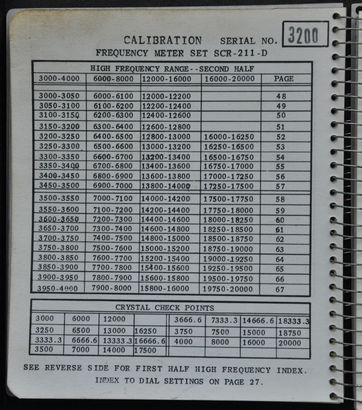 CALIBRATION SERIAL NO. 3200
FREQUENCY METER SET SCR-211-D
HIGH FREQUENCY RANGE--SECOND HALF
3000-4000 6000-8000 12000-16000 16000-20000 PAGE
3000-3050 6000-6100 12000-12200 48
3050-3100 6100-6200 12200-12400 49
3100-3150 6200-6300 12400-12600 50
3150-3200 6300-6400 12600-12800 51
3200-3250 6400-6500 12800-13000 16000-16250 52
3250-3300 6500-6600 13000-13200 16250-16500 53
3300-3350 6600-6700 13200-13400 16500-16750 54
3350-3400 6700-6800 13400-13600 16750-17000 55
3400-3450 6800-6900 13600-13800 17000-17250 56
3450-3500 6900-7000 13800-14000 17250-17500 57
3500-3550 7000-7100 14000-14200 17500-17750 58
3550-3600 7100-7200 14200-14400 17750-18000 59
3600-3650 7200-7300 14400-14600 18000-18250 60
3650-3700 7300-7400 14600-14800 18250-18500 61
3700-3750 7400-7500 14800-15000 18500-18750 62
3750-3800 7500-7600 15000-15200 18750-19000 63
3800-3850 7600-7700 15200-15400 19000-19250 64
3850-3900 7700-7800 15400-15600 19250-19500 65
3900-3950 7800-7900 15600-15800 19500-19750 66
3950-4000 7900-8000 15800-16000 19750-20000 67
CRYSTAL CHECK POINTS
3000 6000 12000 3666.6 7333.3 14666.6 18333.3
3250 6500 13000 16250 3750 7500 15000 18750
3333.3 6666.6 13333.3 16666.6 4000 8000 16000 20000
3500 7000 14000 17500
SEE REVERSE SIDE FOR FIRST HALF HIGH FREQUENCY INDEX.
INDEX TO DIAL SETTINGS ON PAGE 27.